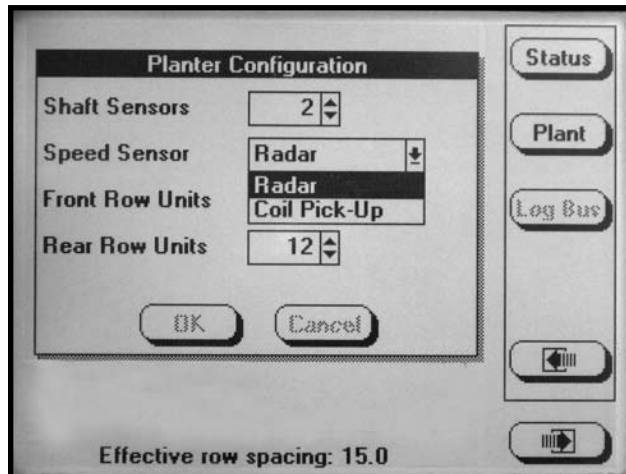 Planter Configuration
Shaft Sensors 2
Speed Sensor Radar
Radar
Front Row Units
Coil Pick-Up
Rear Row Units 12
OK Cancel
Effective row spacing: 15.0
Status
Plant
Log Bus